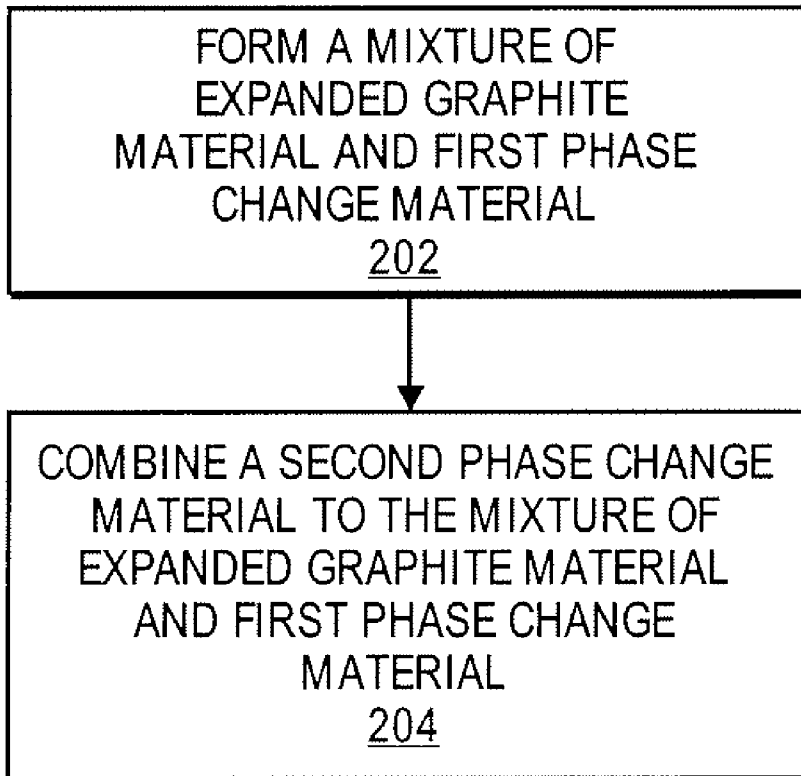 FORM A MIXTURE OF
EXPANDED GRAPHITE
MATERIAL AND FIRST PHASE
CHANGE MATERIAL
202
COMBINE A SECOND PHASE CHANGE
MATERIAL TO THE MIXTURE OF
EXPANDED GRAPHITE MATERIAL
AND FIRST PHASE CHANGE
MATERIAL
204